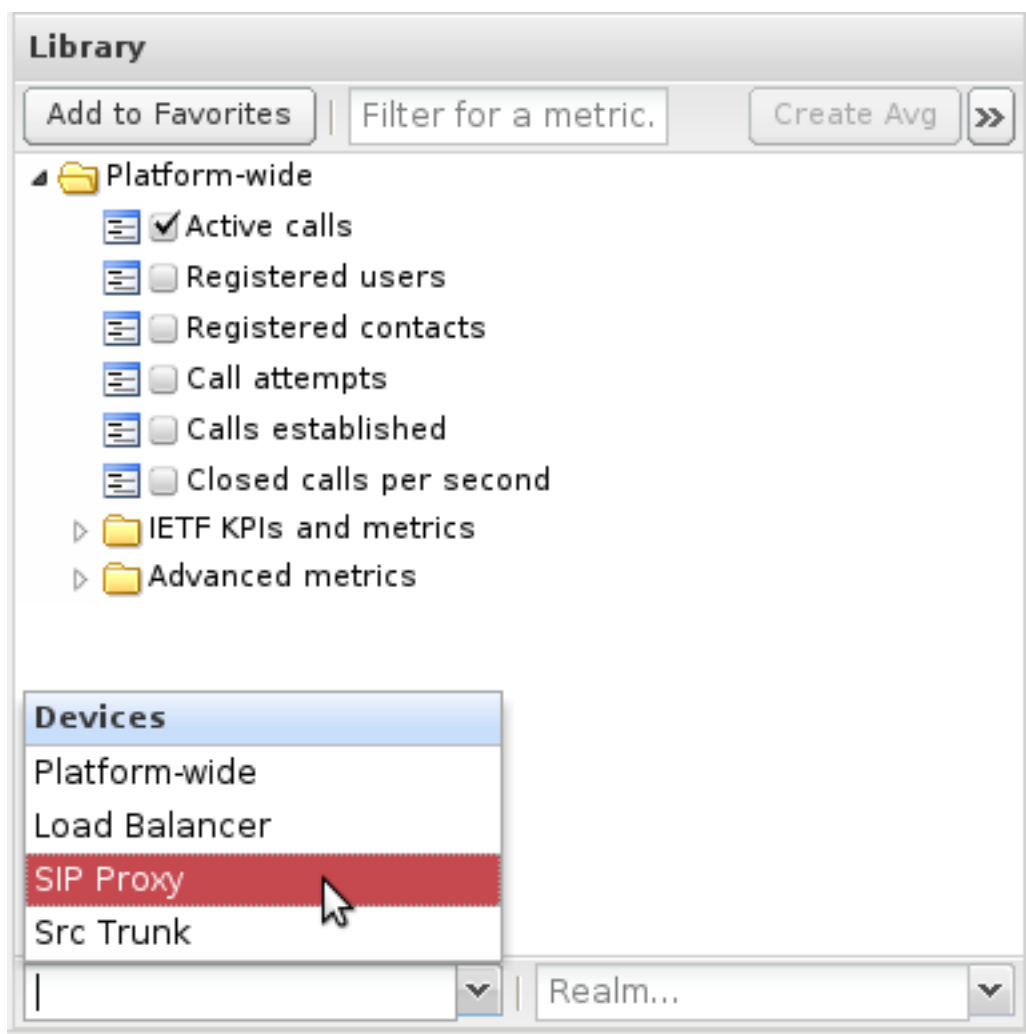 Library
Add to Favorites
Filter for a metric.
Create Avg
Platform-wide
Active calls
Registered users
Registered contacts
Call attempts
Calls established
Closed calls per second
IETF KPIs and metrics
Advanced metrics
Devices
Platform-wide
Load Balancer
SIP Proxy
Src Trunk
Realm...